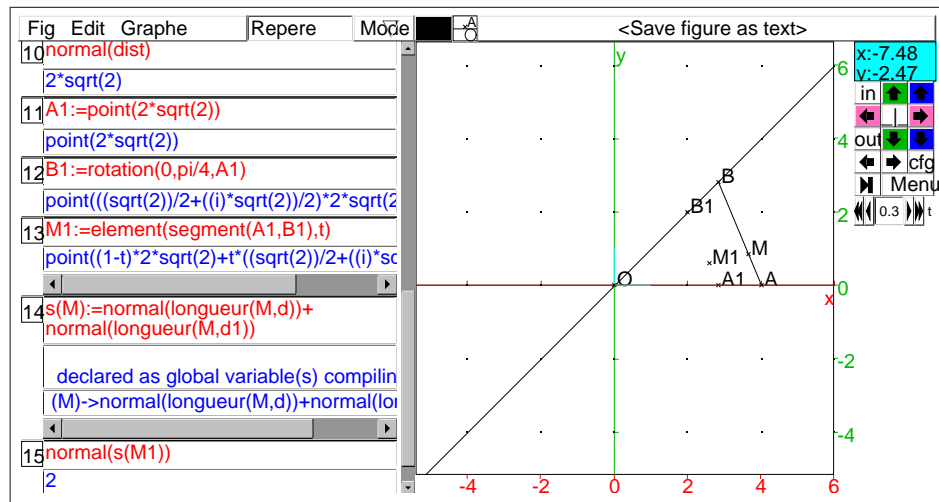 Fig Edit Graphe Repere Mode <Save figure as text>
10 normal(dist)
2*sqrt(2)
11 A1:=point(2*sqrt(2))
point(2*sqrt(2))
12 B1:=rotation(0,pi/4,A1)
point(((sqrt(2))/2+((i)*sqrt(2))/2)*2*sqrt(2
13 M1:=element(segment(A1,B1),t)
point((1-t)*2*sqrt(2)+t*((sqrt(2))/2+((i)*sq
14 s(M):=normal(longueur(M,d))+
normal(longueur(M,d1))
declared as global variable(s) compilin
(M)->normal(longueur(M,d))+normal(lon
15 normal(s(M1))
2
A
O
y
x
6
4
2
0
-2
-4
-4 -2 0 2 4 6
B
B1
M
M1
O
A1
A
x:-7.48
y:-2.47
in
_|_
out
cfg
Menu
0.3
t